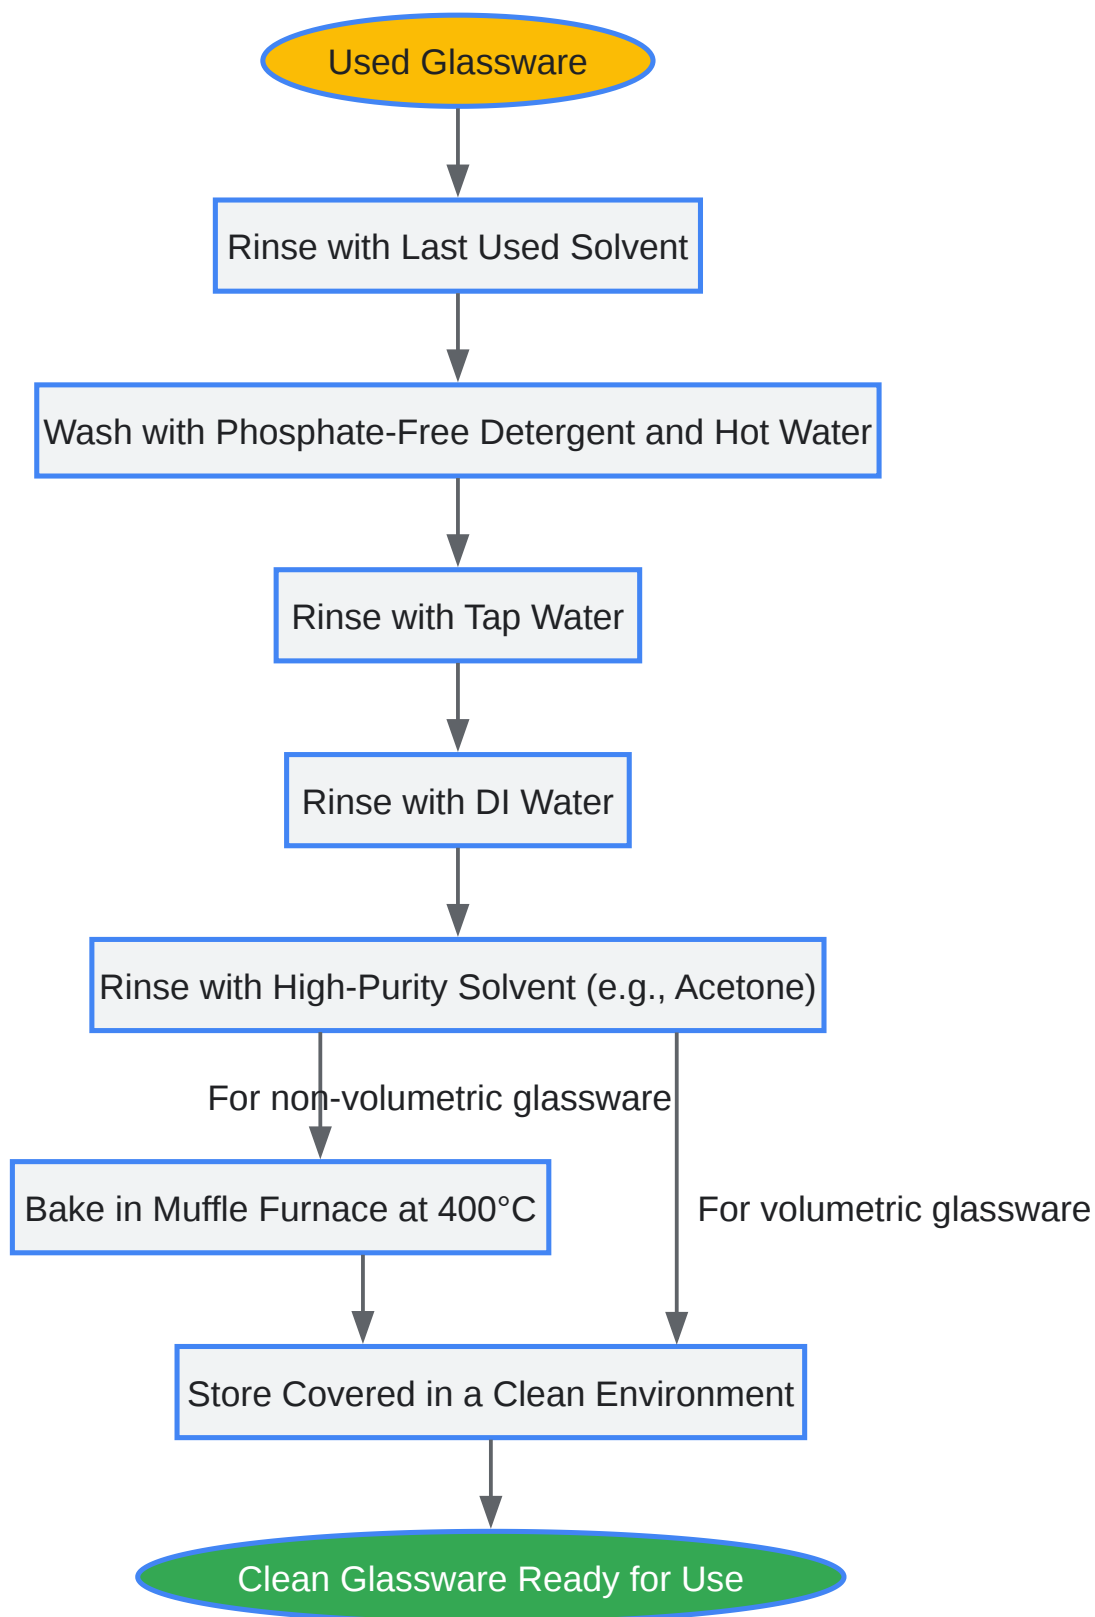 Used Glassware
Rinse with Last Used Solvent
Wash with Phosphate-Free Detergent and Hot Water
Rinse with Tap Water
Rinse with DI Water
Rinse with High-Purity Solvent (e.g., Acetone)
For non-volumetric glassware
Bake in Muffle Furnace at 400°C
For volumetric glassware
Store Covered in a Clean Environment
Clean Glassware Ready for Use